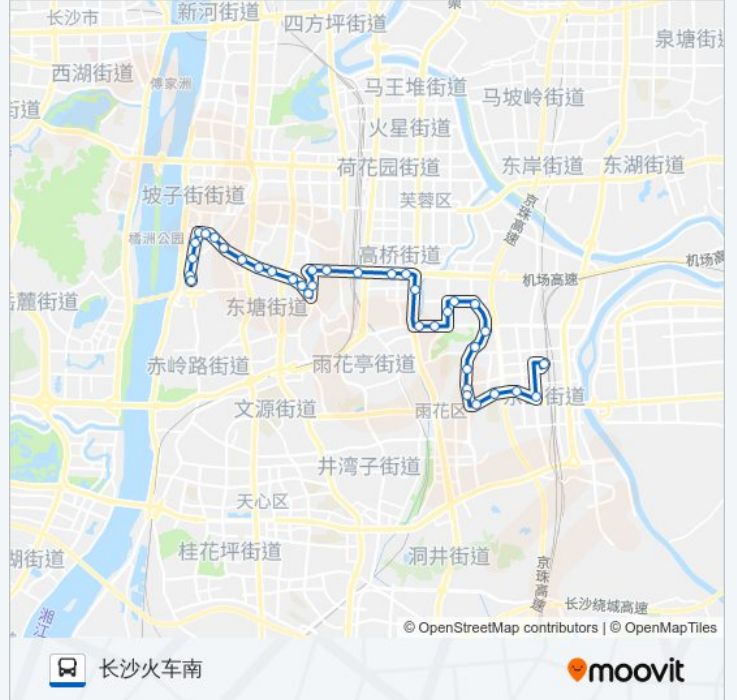 长沙市
新河街道
四方坪街道
泉塘街
西湖街道
傅家洲
马王堆街道
马坡岭街道
街道
火星街道
荷花园街道
东岸街道
东湖街道
坡子街街道
芙蓉区
京珠高速
橘洲公园
高桥街道
机场高速
机场高
岳麓街道
东塘街道
赤岭路街道
雨花亭街道
文源街道
雨花区
街道
井湾子街道
天心区
湖街道
桂花坪街道
洞井街道
京珠高速
长沙绕城高速
湘江
© OpenStreetMap contributors | © OpenMapTiles
长沙火车南
moovit